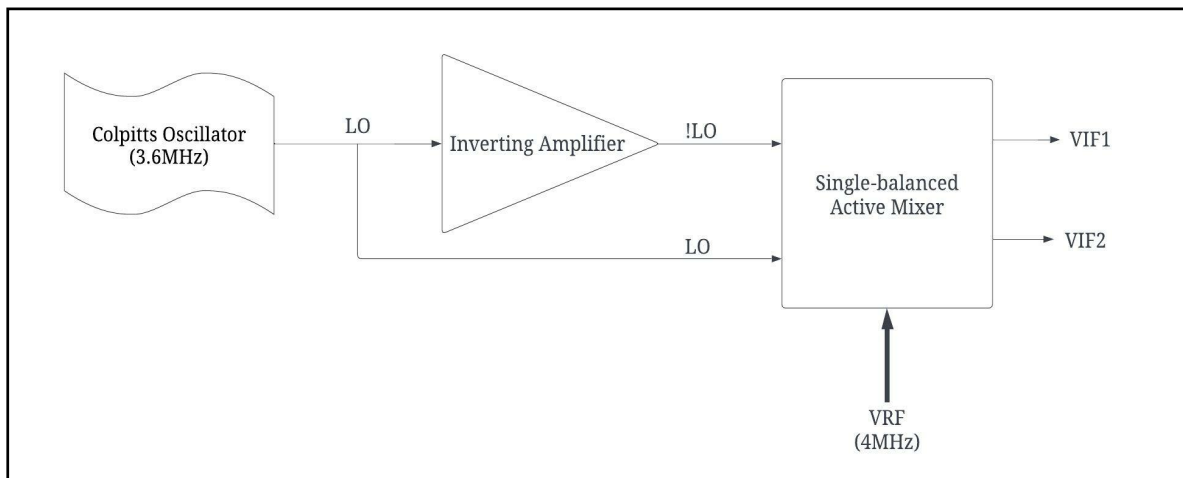 Colpitts Oscillator
(3.6MHz)
LO
Inverting Amplifier
!LO
LO
Single-balanced
Active Mixer
VIF1
VIF2
VRF
(4MHz)